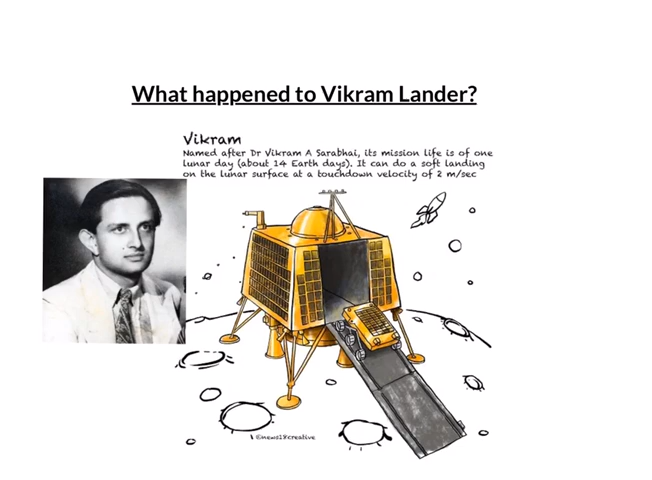 What happened to Vikram Lander?
Vikram
Named after Dr Vikram A Sarabhai, its mission life is of one
lunar day (about 14 Earth days). It can do a soft landing
on the lunar surface at a touchdown velocity of 2 m/sec
@news18creative